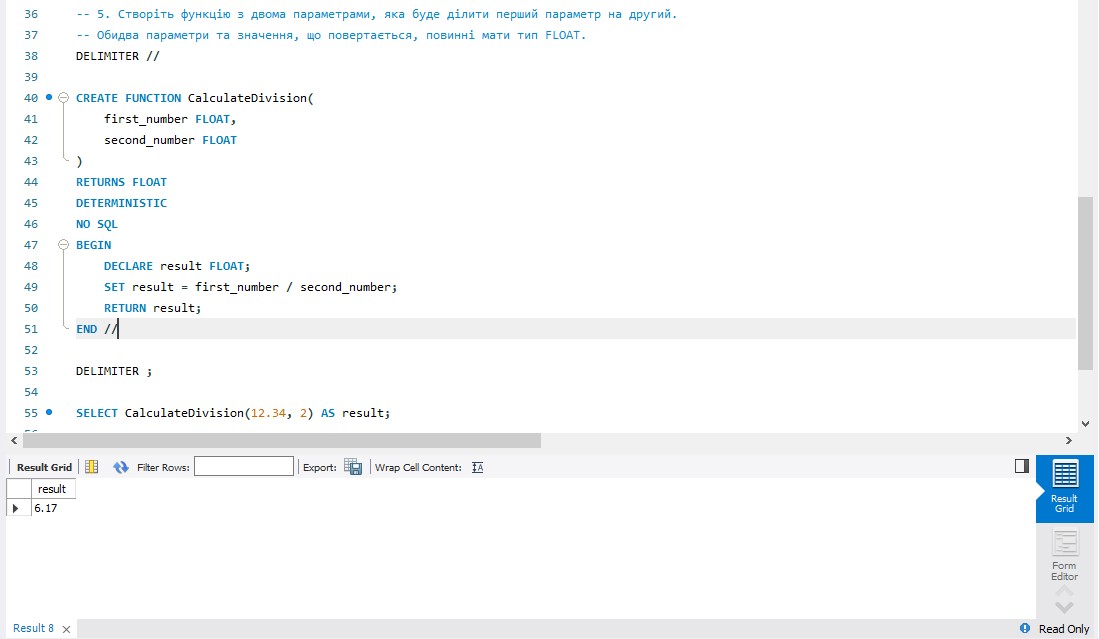 36 -- 5. Створіть функцію з двома параметрами, яка буде ділити перший параметр на другий.
37 -- Обидва параметри та значення, що повертається, повинні мати тип FLOAT.
38 DELIMITER //
39
40 CREATE FUNCTION CalculateDivision(
41 first_number FLOAT,
42 second_number FLOAT
43 )
44 RETURNS FLOAT
45 DETERMINISTIC
46 NO SQL
47 BEGIN
48 DECLARE result FLOAT;
49 SET result = first_number / second_number;
50 RETURN result;
51 END //
52
53 DELIMITER ;
54
55 SELECT CalculateDivision(12.34, 2) AS result;
Result Grid Filter Rows: Export: Wrap Cell Content:
result
6.17
Result
Grid
Form
Editor
Result 8
Read Only